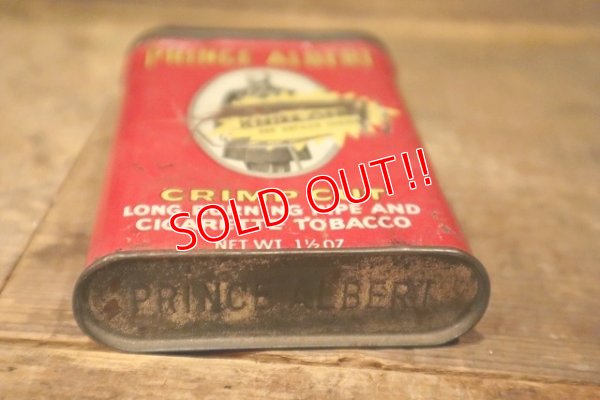 PRINCE ALBERT
CRIMP CUT
LONG BURNING PIPE AND
CIGARETTE TOBACCO
NET WT. 1½ OZ
SOLD OUT!!
PRINCE ALBERT